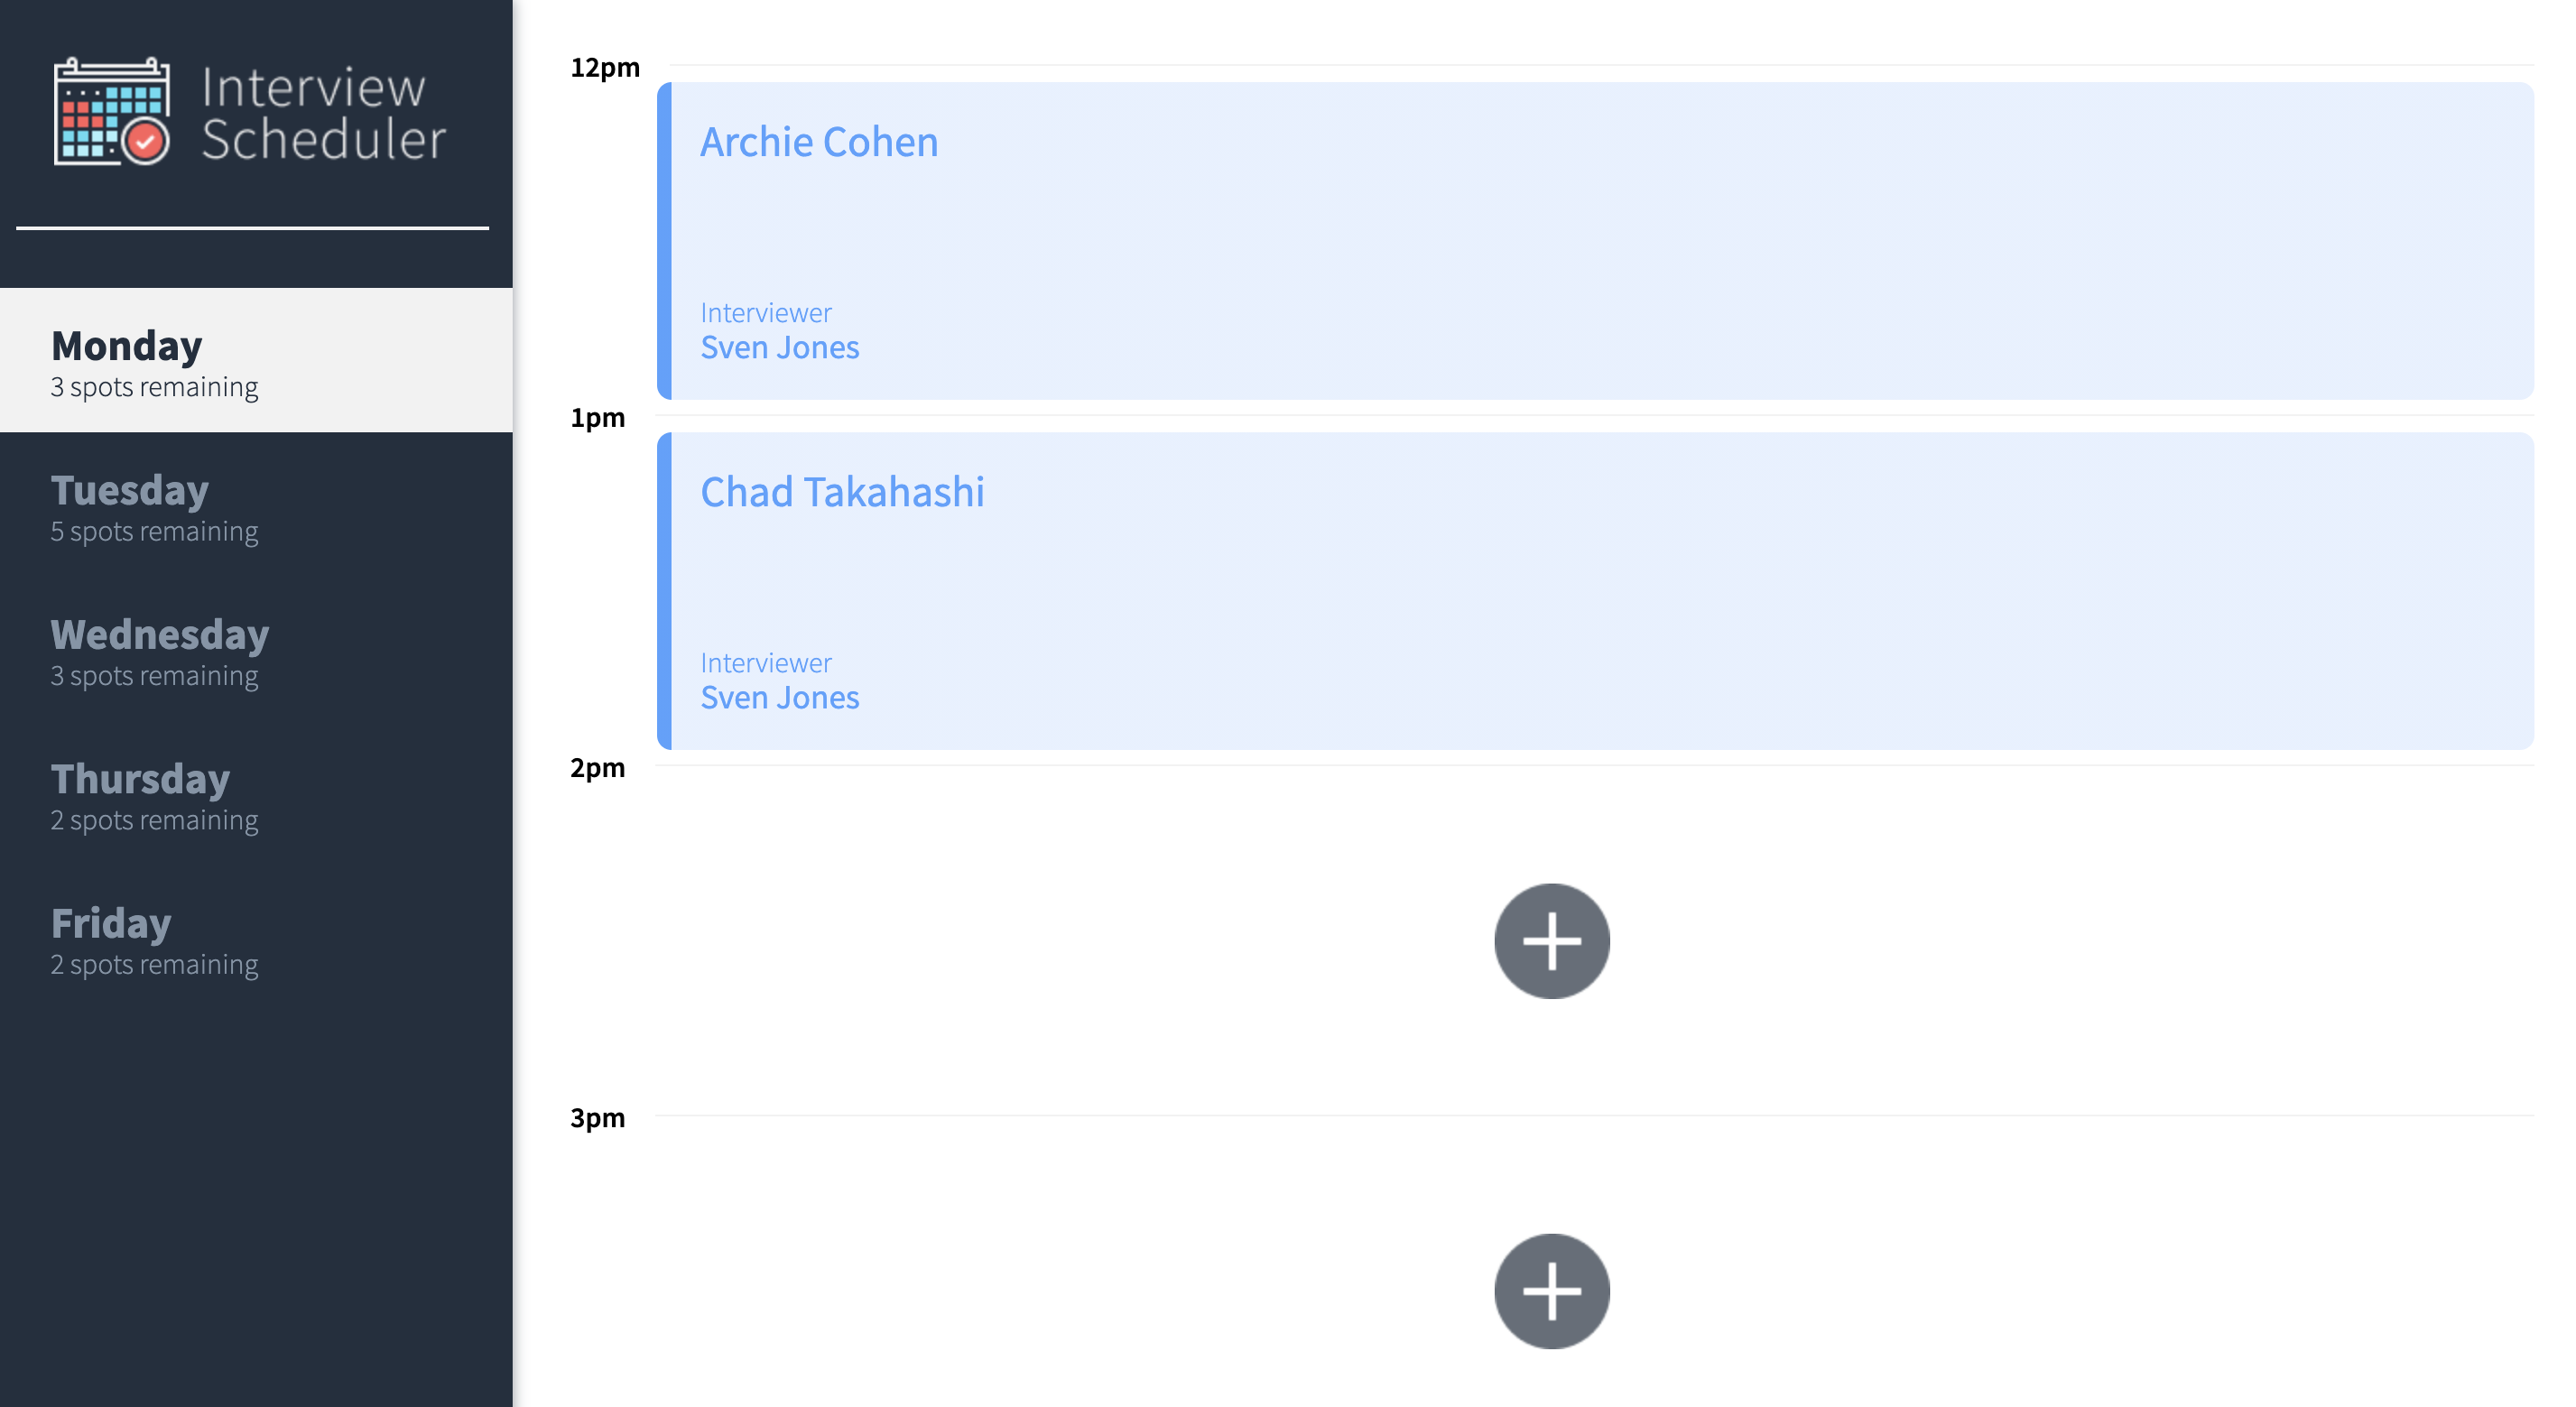 Interview
Scheduler
Monday
3 spots remaining
Tuesday
5 spots remaining
Wednesday
3 spots remaining
Thursday
2 spots remaining
Friday
2 spots remaining
12pm
Archie Cohen
Interviewer
Sven Jones
1pm
Chad Takahashi
Interviewer
Sven Jones
2pm
3pm